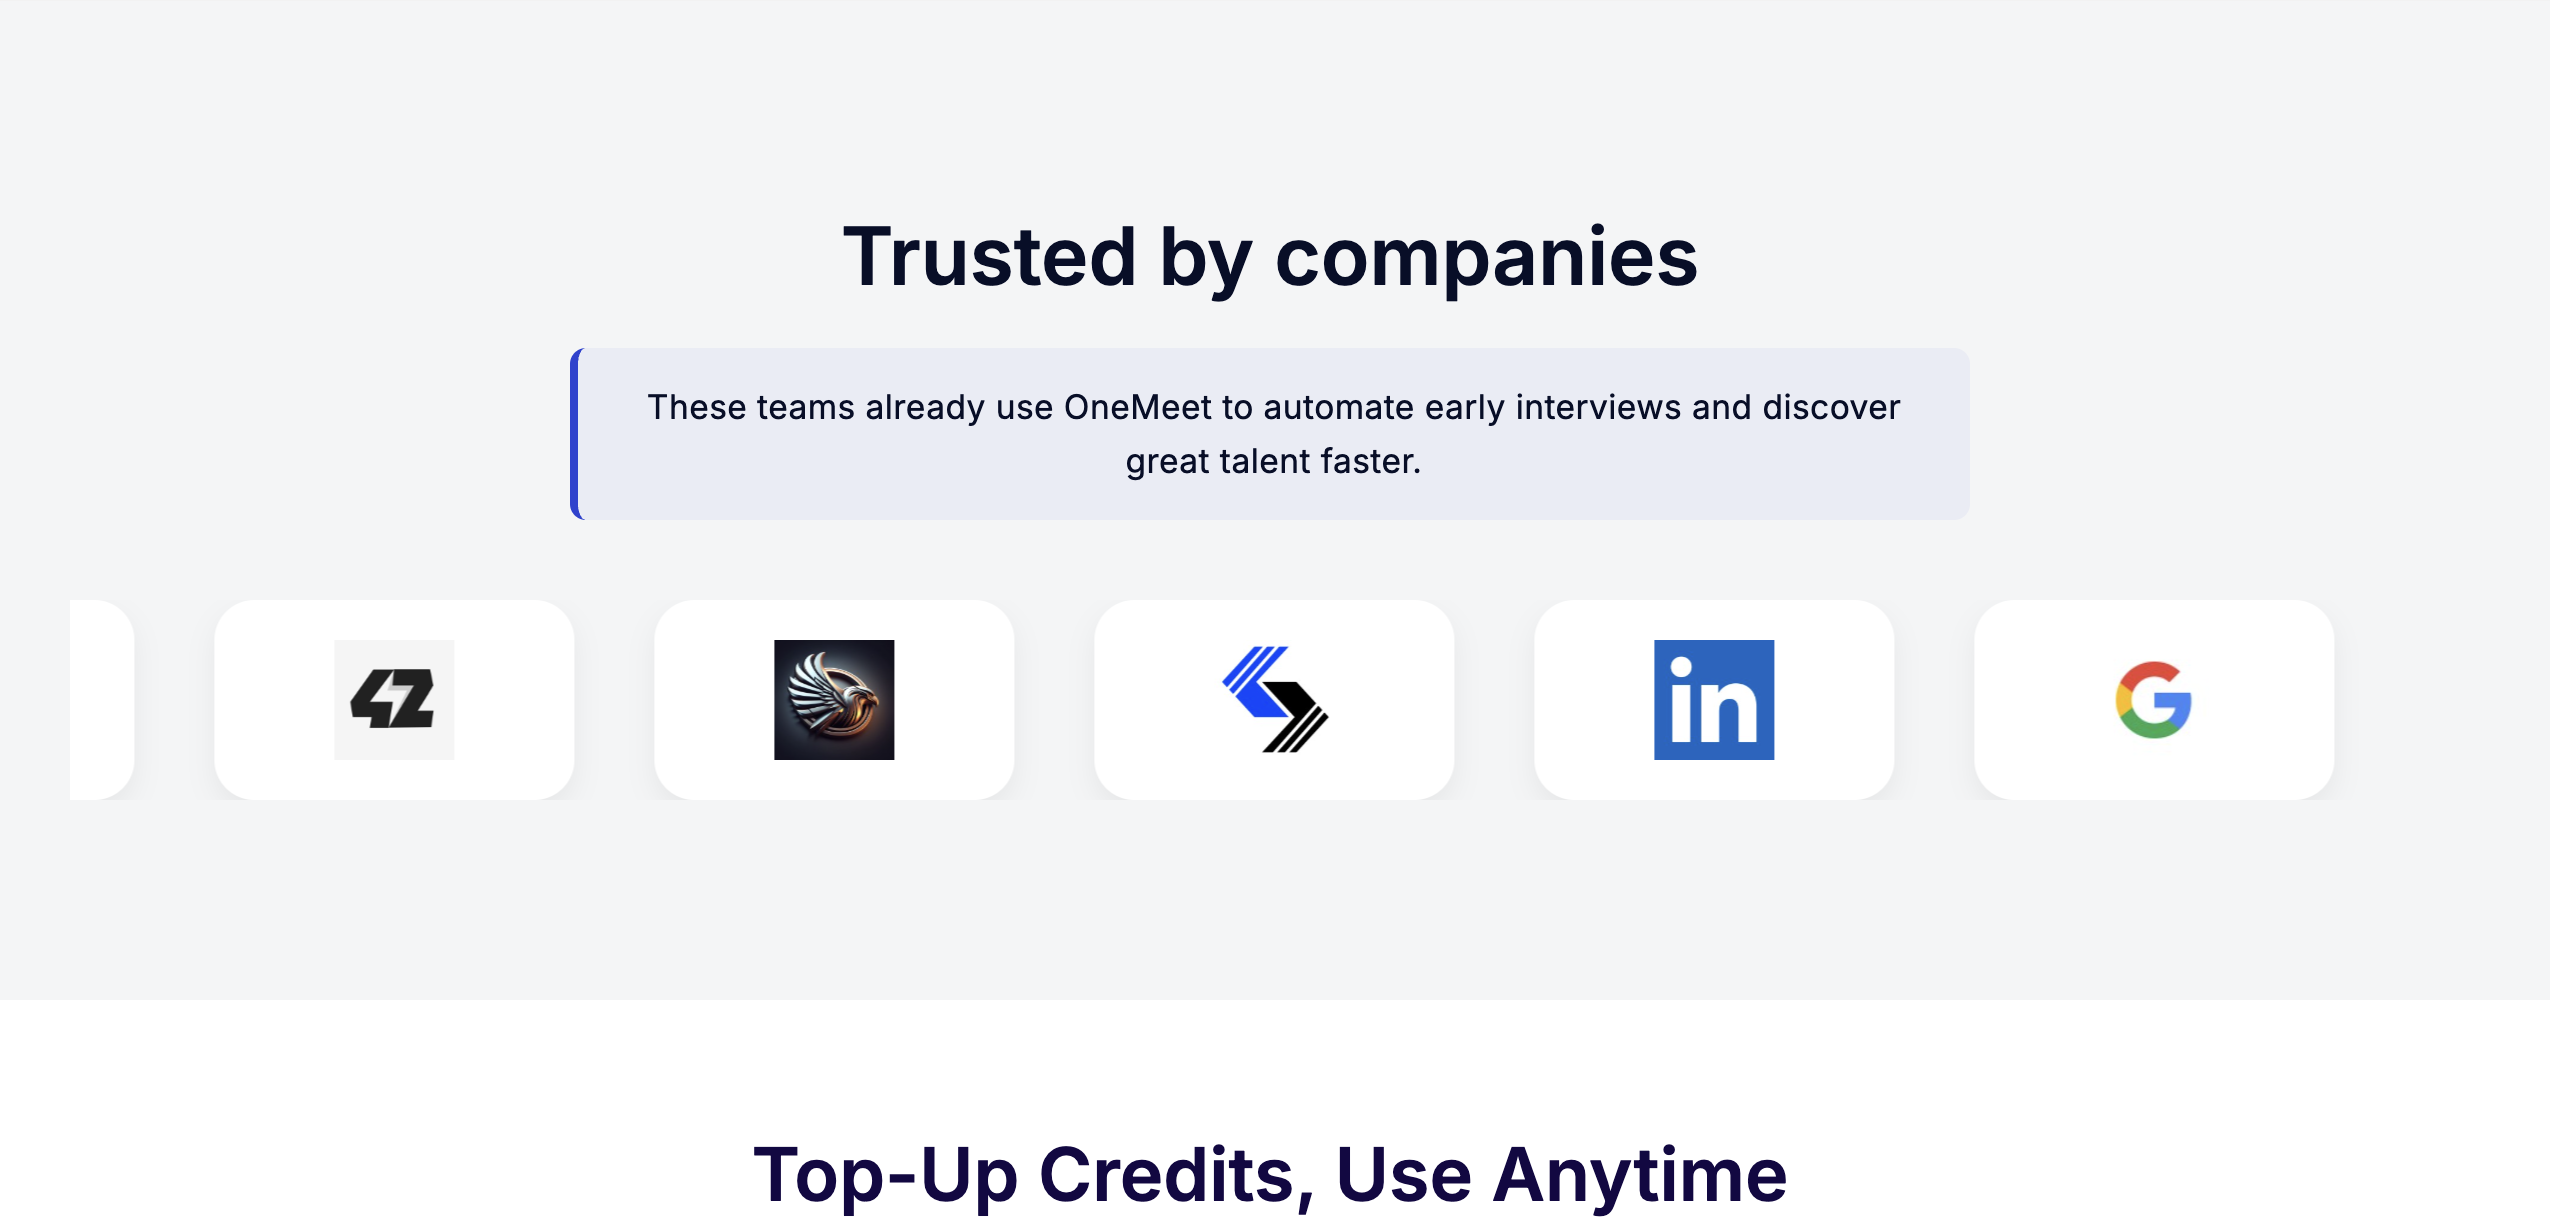 Trusted by companies
These teams already use OneMeet to automate early interviews and discover
great talent faster.
42
in
G
Top-Up Credits, Use Anytime